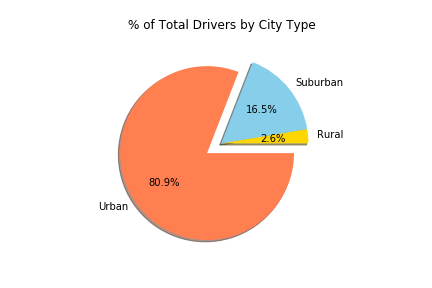 % of Total Drivers by City Type
Suburban
16.5%
Rural
2.6%
80.9%
Urban